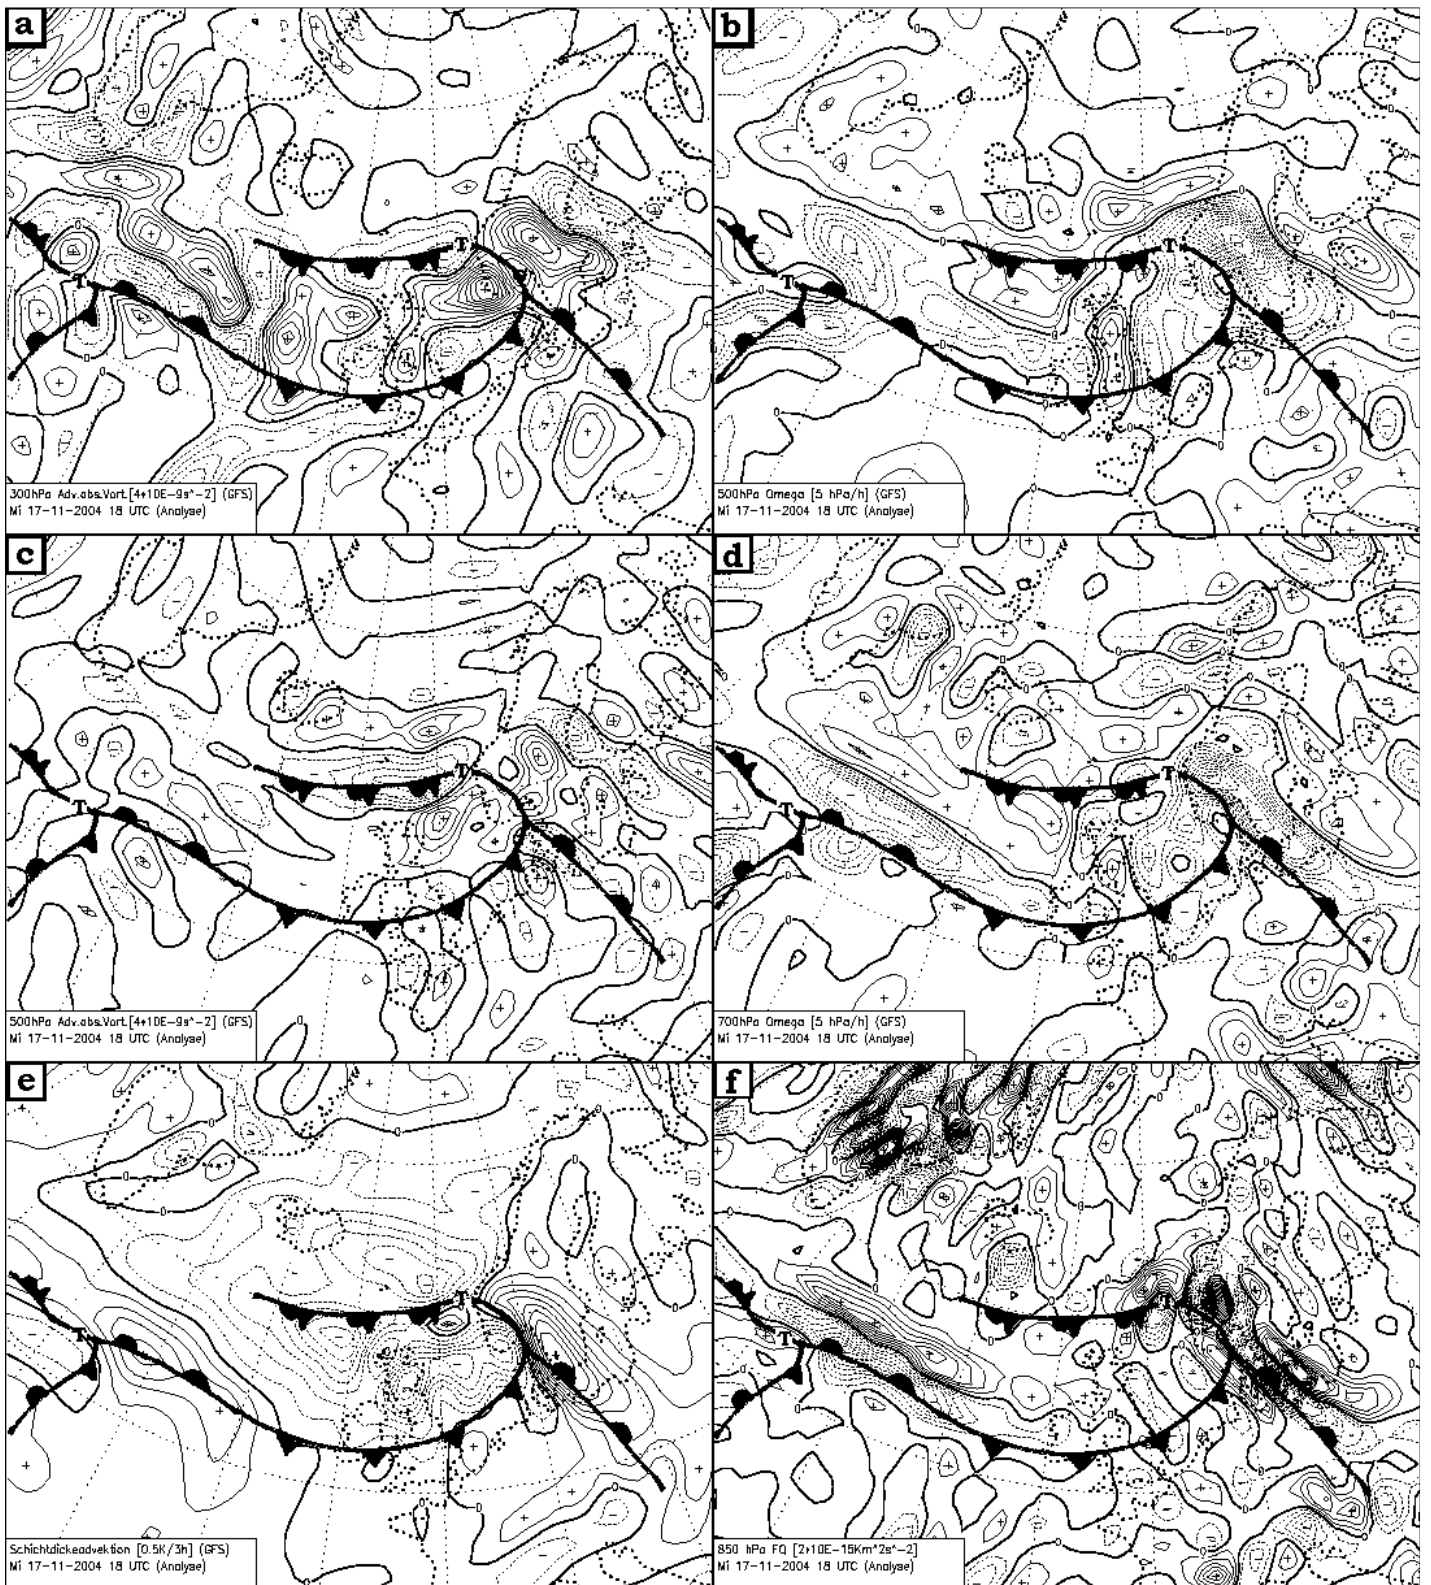 a
b
T
T
T
T
300hPa Adv.abs.Vort.[4*10E-9s^-2] (GFS)
Mi 17-11-2004 18 UTC (Analyse)
500hPa Omega [5 hPa/h] (GFS)
Mi 17-11-2004 18 UTC (Analyse)
c
d
T
T
T
T
500hPa Adv.abs.Vort.[4*10E-9s^-2] (GFS)
Mi 17-11-2004 18 UTC (Analyse)
700hPa Omega [5 hPa/h] (GFS)
Mi 17-11-2004 18 UTC (Analyse)
e
f
T
T
T
T
Schichtdickeadvektion [0.5K/3h] (GFS)
Mi 17-11-2004 18 UTC (Analyse)
850 hPa FQ [2*10E-15Km^2s^-2]
Mi 17-11-2004 18 UTC (Analyse)